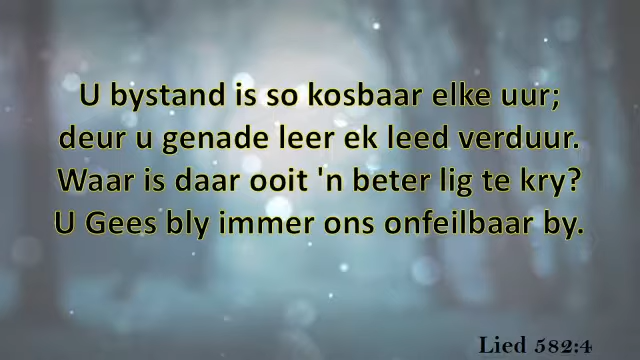 U bystand is so kosbaar elke uur;
deur u genade leer ek leed verduur.
Waar is daar ooit 'n beter lig te kry?
U Gees bly immer ons onfeilbaar by.
Lied 582:4